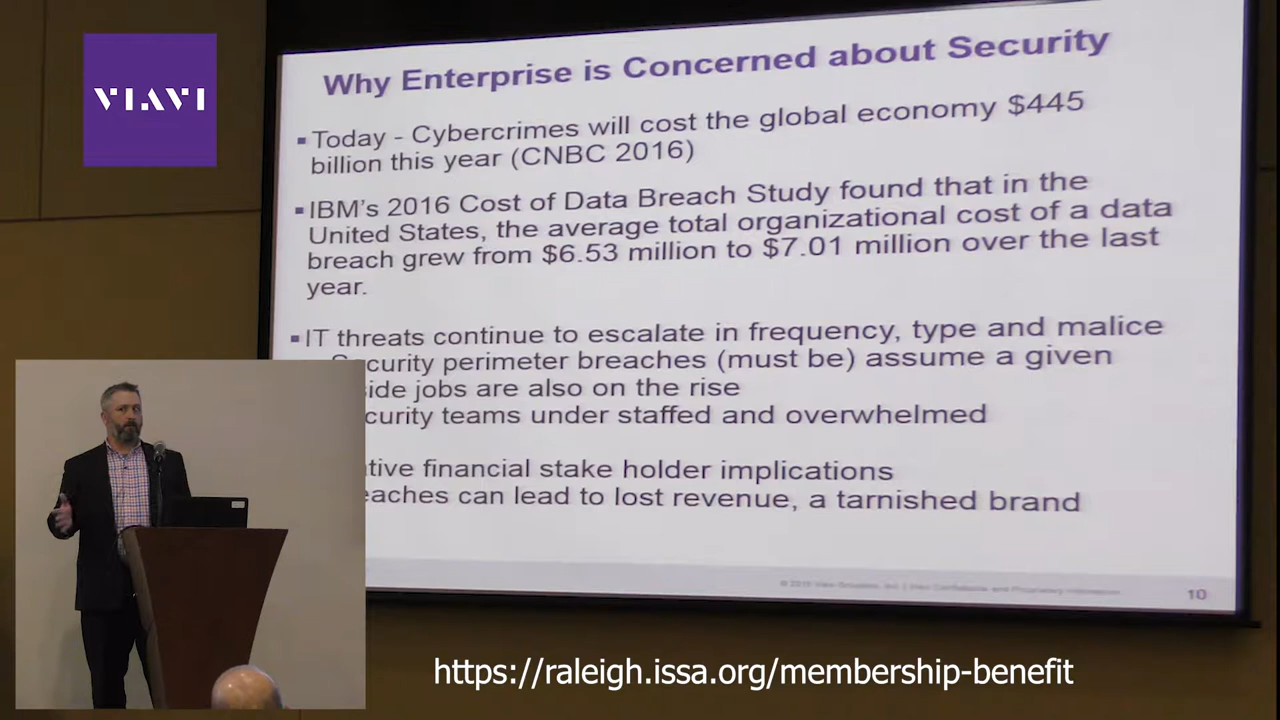 VIAVI
Why Enterprise is Concerned about Security
▪ Today - Cybercrimes will cost the global economy $445
billion this year (CNBC 2016)
▪ IBM's 2016 Cost of Data Breach Study found that in the
United States, the average total organizational cost of a data
breach grew from $6.53 million to $7.01 million over the last
year.
▪ IT threats continue to escalate in frequency, type and malice
curity perimeter breaches (must be) assume a given
side jobs are also on the rise
curity teams under staffed and overwhelmed
tive financial stake holder implications
eaches can lead to lost revenue, a tarnished brand
10
https://raleigh.issa.org/membership-benefit